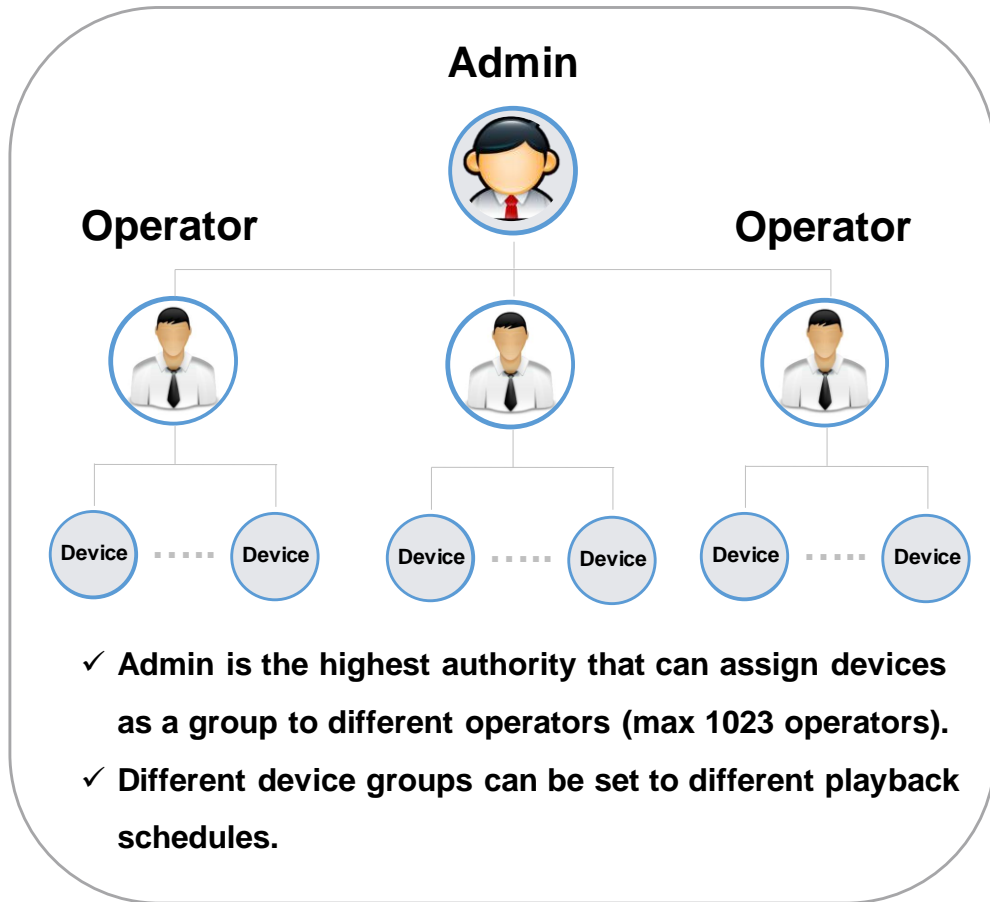 Admin
Operator
Operator
Device
Device
Device
Device
Device
Device
✓ Admin is the highest authority that can assign devices
as a group to different operators (max 1023 operators).
✓ Different device groups can be set to different playback
schedules.